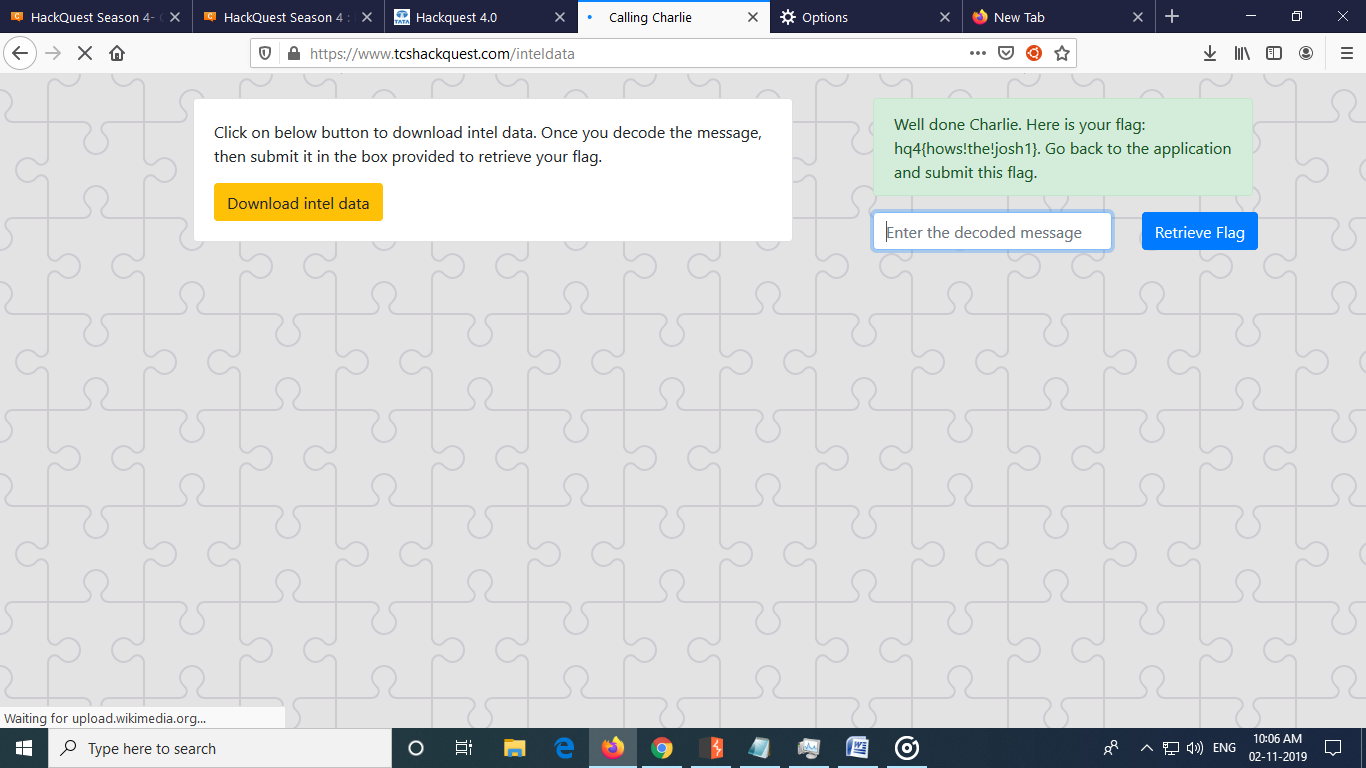 HackQuest Season 4-
HackQuest Season 4 :
Hackquest 4.0
Calling Charlie
Options
New Tab
https://www.tcshackquest.com/inteldata
Click on below button to download intel data. Once you decode the message,
then submit it in the box provided to retrieve your flag.
Download intel data
Well done Charlie. Here is your flag:
hq4{hows!the!josh1}. Go back to the application
and submit this flag.
Enter the decoded message
Retrieve Flag
Waiting for upload.wikimedia.org...
Type here to search
ENG
10:06 AM
02-11-2019